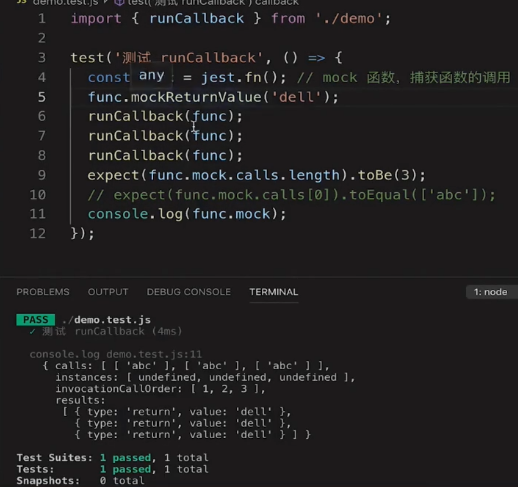 demo.test.js test('测试 runCallback') callback
1 import { runCallback } from './demo';
2
3 test('测试 runCallback', () => {
4 const = jest.fn(); // mock 函数，捕获函数的调用
any
5 func.mockReturnValue('dell');
6 runCallback(func);
7 runCallback(func);
8 runCallback(func);
9 expect(func.mock.calls.length).toBe(3);
10 // expect(func.mock.calls[0]).toEqual(['abc']);
11 console.log(func.mock);
12 });
PROBLEMS OUTPUT DEBUG CONSOLE TERMINAL 1: node
PASS ./demo.test.js
✓ 测试 runCallback (4ms)
console.log demo.test.js:11
{ calls: [ [ 'abc' ], [ 'abc' ], [ 'abc' ] ],
instances: [ undefined, undefined, undefined ],
invocationCallOrder: [ 1, 2, 3 ],
results:
[ { type: 'return', value: 'dell' },
{ type: 'return', value: 'dell' },
{ type: 'return', value: 'dell' } ] }
Test Suites: 1 passed, 1 total
Tests: 1 passed, 1 total
Snapshots: 0 total